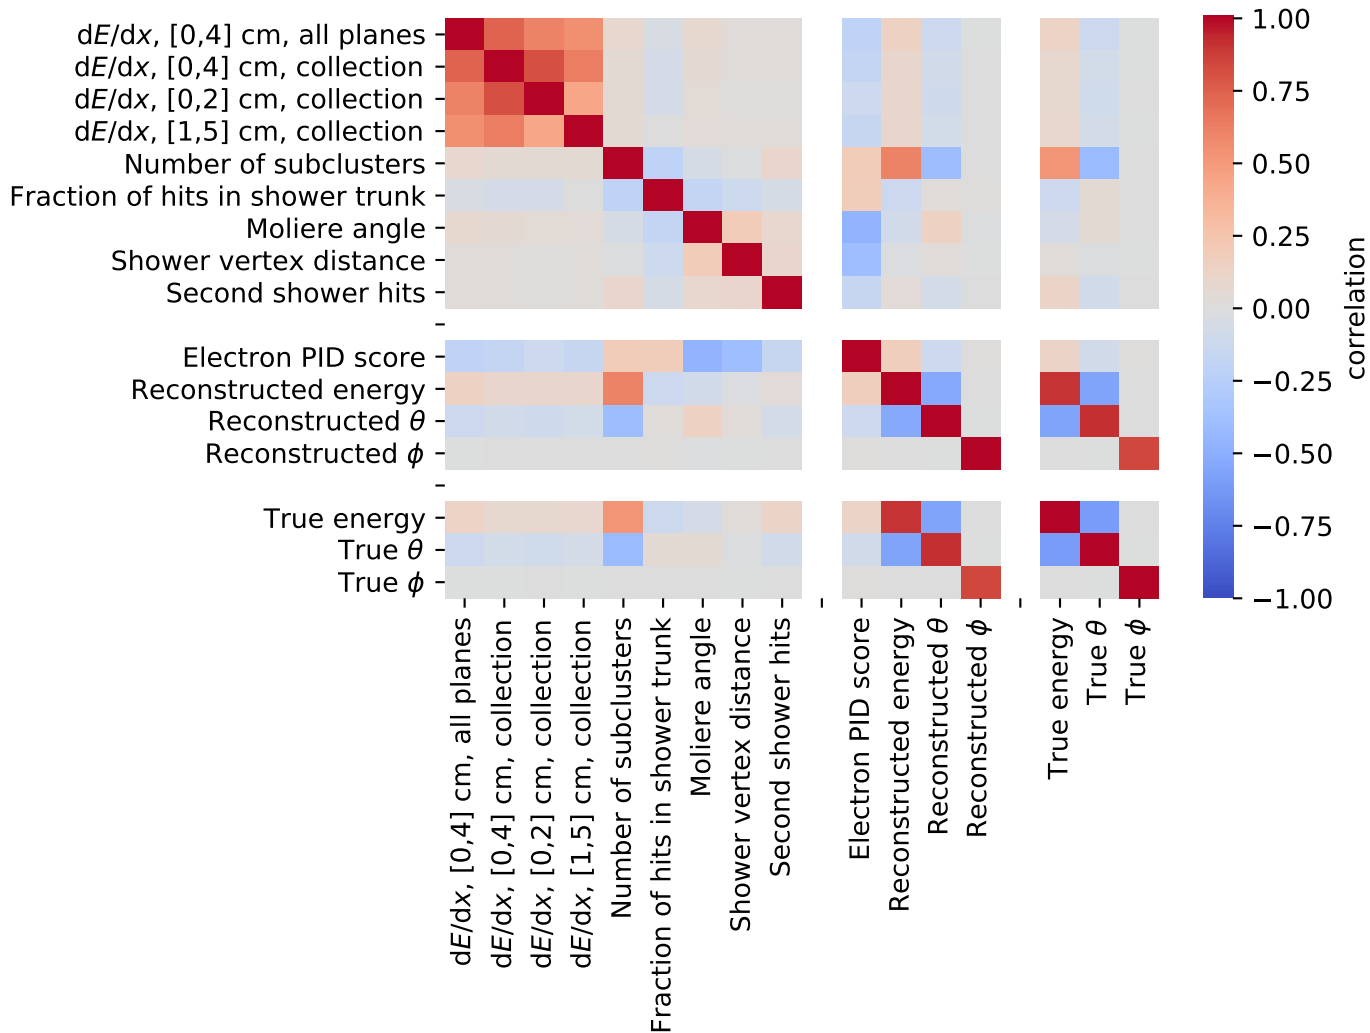 dE/dx, [0,4] cm, all planes
dE/dx, [0,4] cm, collection
dE/dx, [0,2] cm, collection
dE/dx, [1,5] cm, collection
Number of subclusters
Fraction of hits in shower trunk
Moliere angle
Shower vertex distance
Second shower hits
Electron PID score
Reconstructed energy
Reconstructed θ
Reconstructed ϕ
True energy
True θ
True ϕ
dE/dx, [0,4] cm, all planes
dE/dx, [0,4] cm, collection
dE/dx, [0,2] cm, collection
dE/dx, [1,5] cm, collection
Number of subclusters
Fraction of hits in shower trunk
Moliere angle
Shower vertex distance
Second shower hits
Electron PID score
Reconstructed energy
Reconstructed θ
Reconstructed ϕ
True energy
True θ
True ϕ
1.00
0.75
0.50
0.25
0.00
−0.25
−0.50
−0.75
−1.00
correlation